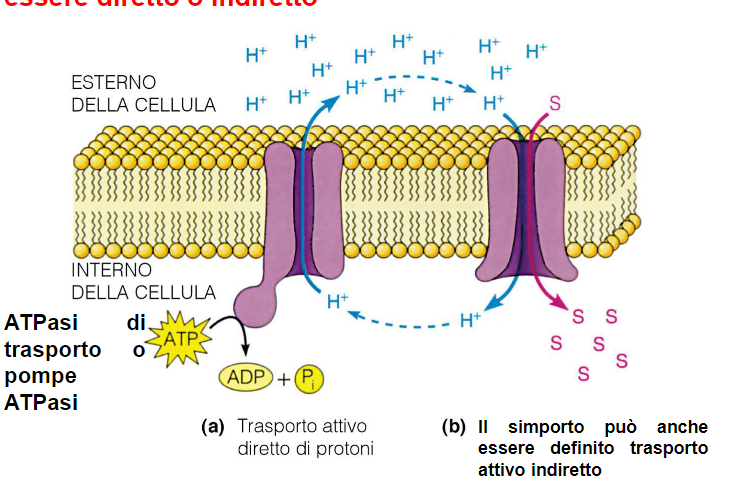 essere diretto o indiretto
H+ H+ H+ H+ H+ H+ H+ H+ H+
H+ H+ H+ H+ H+ H+
ESTERNO
DELLA CELLULA
S
INTERNO
DELLA CELLULA
H+ H+
S S
S S
S S
ATPasi di
trasporto o
pompe
ATPasi
ATP
ADP + Pi
(a) Trasporto attivo
diretto di protoni
(b) Il simporto può anche
essere definito trasporto
attivo indiretto